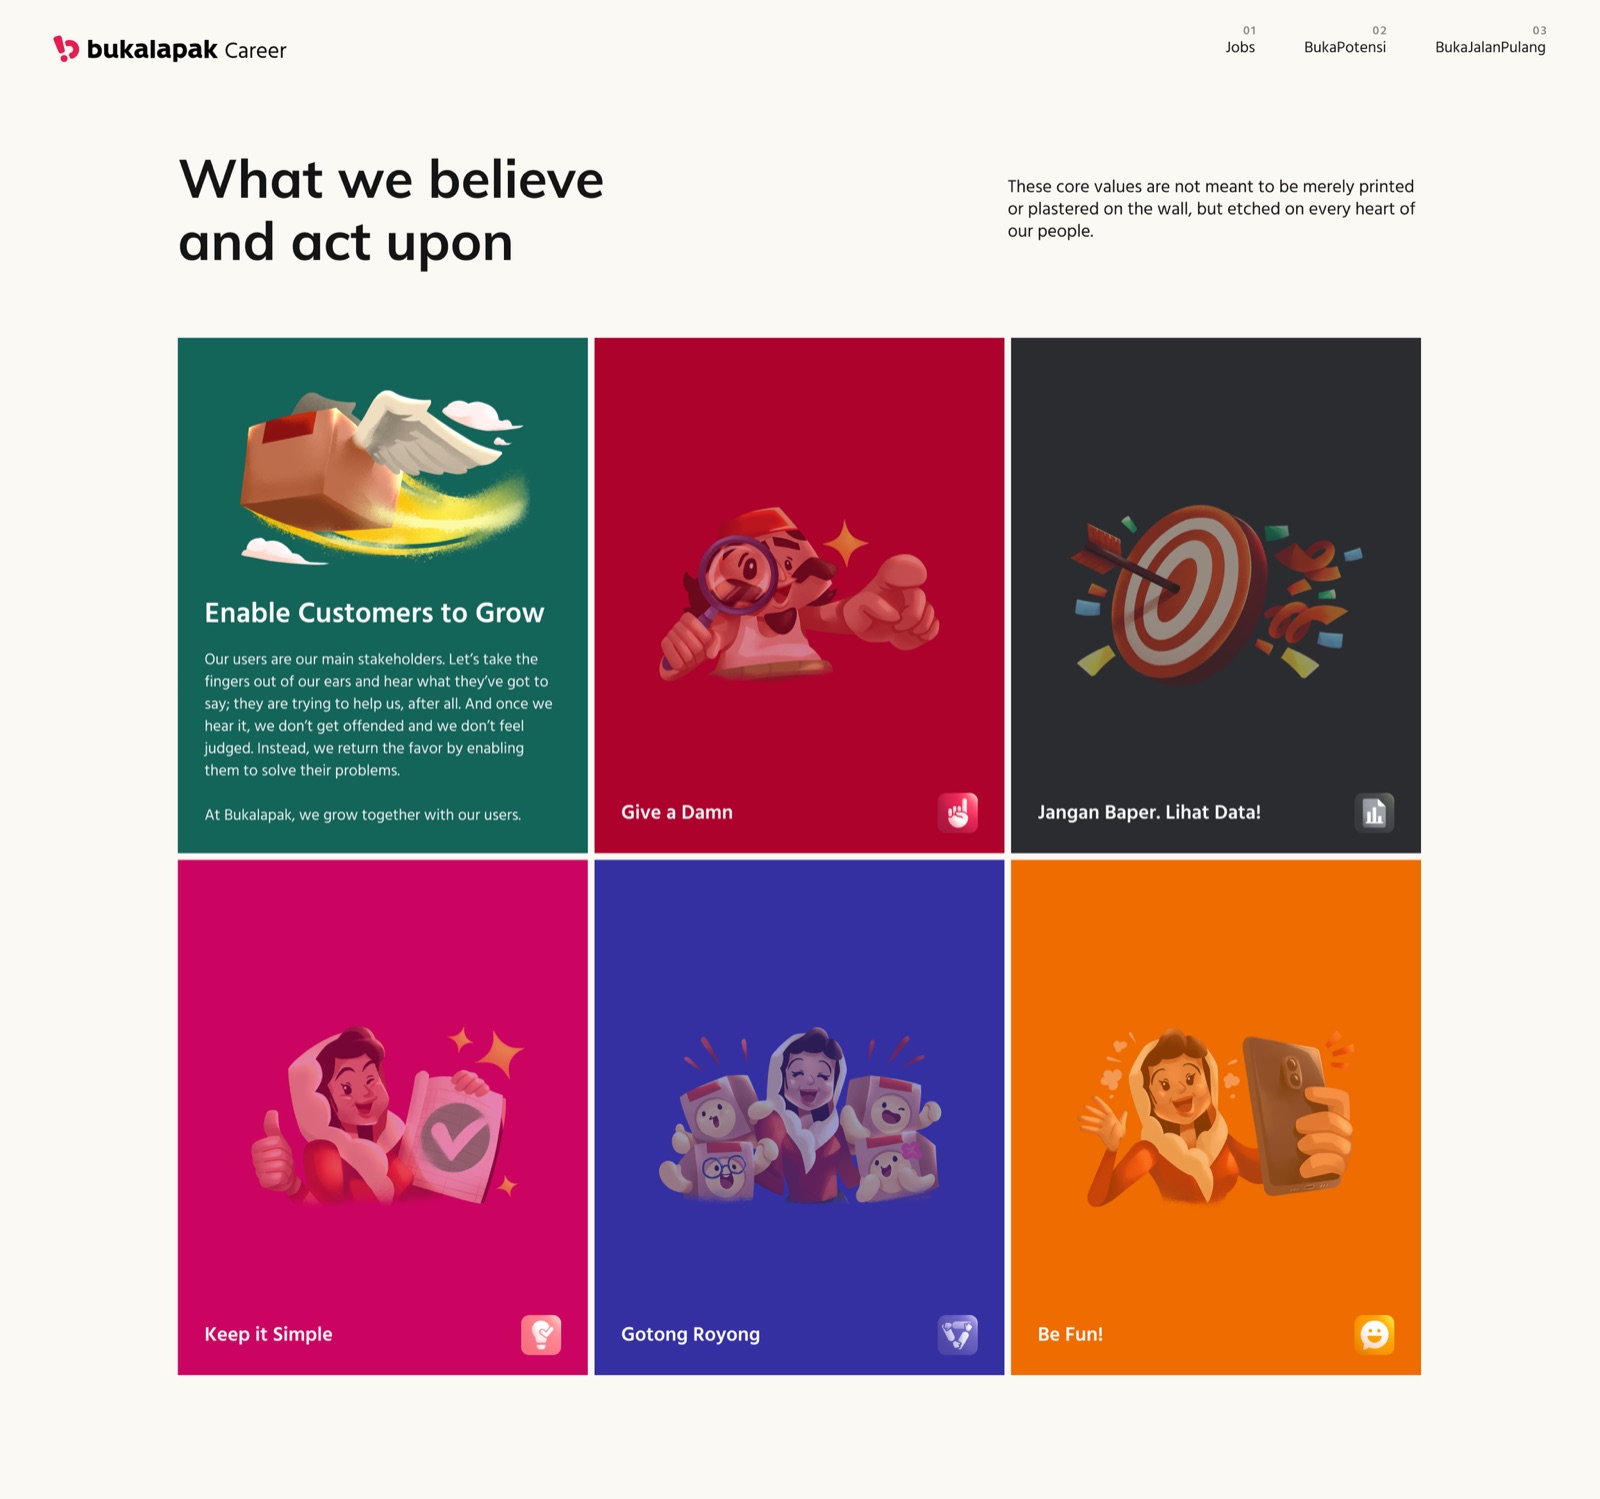 bukalapak Career
01
Jobs
02
BukaPotensi
03
BukaJalanPulang
What we believe
and act upon
These core values are not meant to be merely printed
or plastered on the wall, but etched on every heart of
our people.
Enable Customers to Grow
Our users are our main stakeholders. Let’s take the
fingers out of our ears and hear what they’ve got to
say; they are trying to help us, after all. And once we
hear it, we don’t get offended and we don’t feel
judged. Instead, we return the favor by enabling
them to solve their problems.
At Bukalapak, we grow together with our users.
Give a Damn
Jangan Baper. Lihat Data!
Keep it Simple
Gotong Royong
Be Fun!